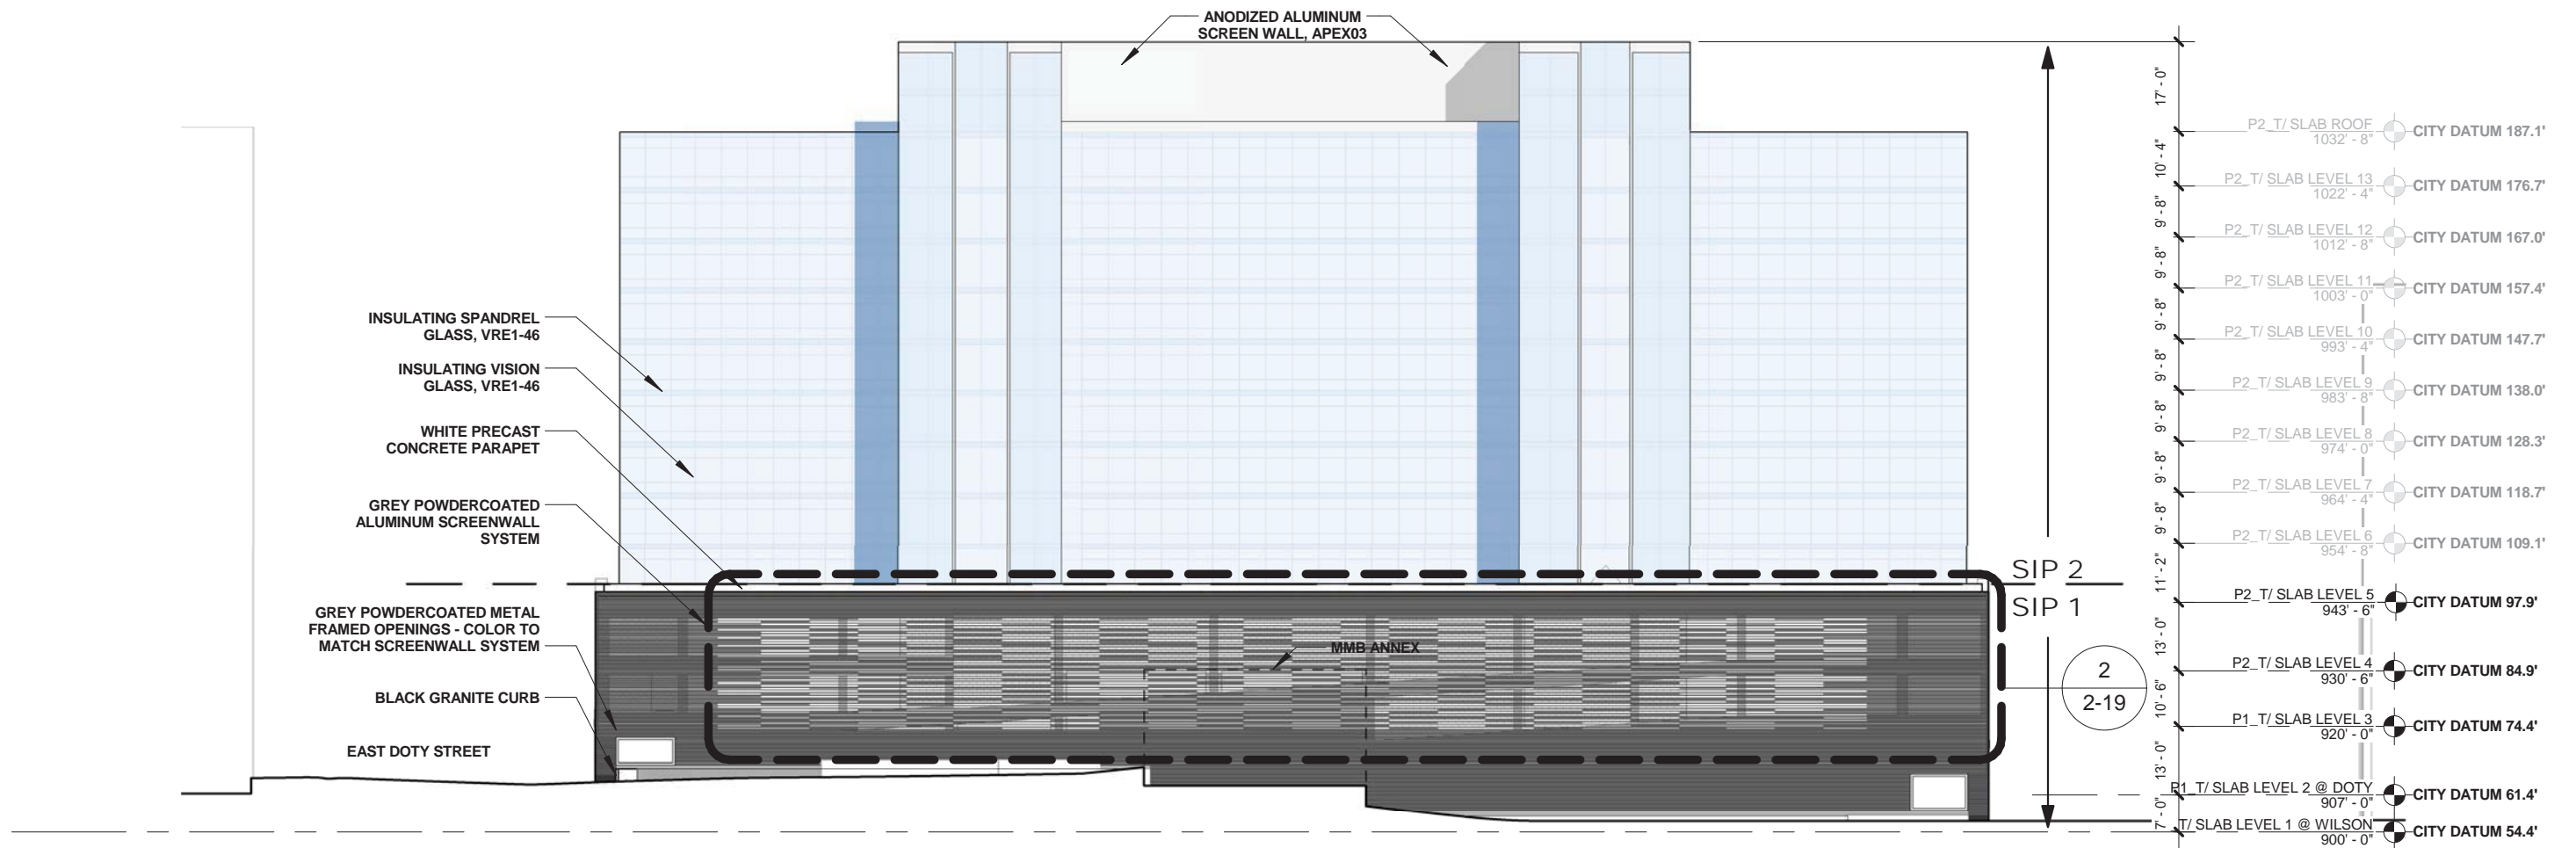 ANODIZED ALUMINUM
SCREEN WALL, APEX03
INSULATING SPANDREL
GLASS, VRE1-46
INSULATING VISION
GLASS, VRE1-46
WHITE PRECAST
CONCRETE PARAPET
GREY POWDERCOATED
ALUMINUM SCREENWALL
SYSTEM
GREY POWDERCOATED METAL
FRAMED OPENINGS - COLOR TO
MATCH SCREENWALL SYSTEM
BLACK GRANITE CURB
EAST DOTY STREET
MMB ANNEX
SIP 2
SIP 1
2
2-19
17' - 0"
10' - 4"
9' - 8"
9' - 8"
9' - 8"
9' - 8"
9' - 8"
9' - 8"
9' - 8"
11' - 2"
13' - 0"
10' - 6"
13' - 0"
7' - 0"
P2_T/ SLAB ROOF
1032' - 8"
CITY DATUM 187.1'
P2_T/ SLAB LEVEL 13
1022' - 4"
CITY DATUM 176.7'
P2_T/ SLAB LEVEL 12
1012' - 8"
CITY DATUM 167.0'
P2_T/ SLAB LEVEL 11
1003' - 0"
CITY DATUM 157.4'
P2_T/ SLAB LEVEL 10
993' - 4"
CITY DATUM 147.7'
P2_T/ SLAB LEVEL 9
983' - 8"
CITY DATUM 138.0'
P2_T/ SLAB LEVEL 8
974' - 0"
CITY DATUM 128.3'
P2_T/ SLAB LEVEL 7
964' - 4"
CITY DATUM 118.7'
P2_T/ SLAB LEVEL 6
954' - 8"
CITY DATUM 109.1'
P2_T/ SLAB LEVEL 5
943' - 6"
CITY DATUM 97.9'
P2_T/ SLAB LEVEL 4
930' - 6"
CITY DATUM 84.9'
P1_T/ SLAB LEVEL 3
920' - 0"
CITY DATUM 74.4'
P1_T/ SLAB LEVEL 2 @ DOTY
907' - 0"
CITY DATUM 61.4'
T/ SLAB LEVEL 1 @ WILSON
900' - 0"
CITY DATUM 54.4'